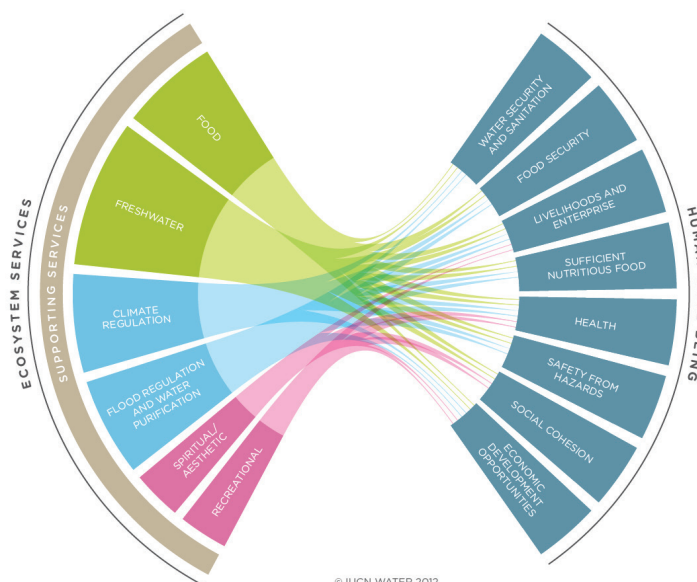 ECOSYSTEM SERVICES
SUPPORTING SERVICES
FOOD
FRESHWATER
CLIMATE
REGULATION
FLOOD REGULATION
AND WATER
PURIFICATION
SPIRITUAL/
AESTHETIC
RECREATIONAL
WATER SECURITY
AND SANITATION
FOOD SECURITY
LIVELIHOODS AND
ENTERPRISE
SUFFICIENT
NUTRITIOUS FOOD
HEALTH
SAFETY FROM
HAZARDS
SOCIAL COHESION
ECONOMIC
DEVELOPMENT
OPPORTUNITIES
© IUCN WATER 2012